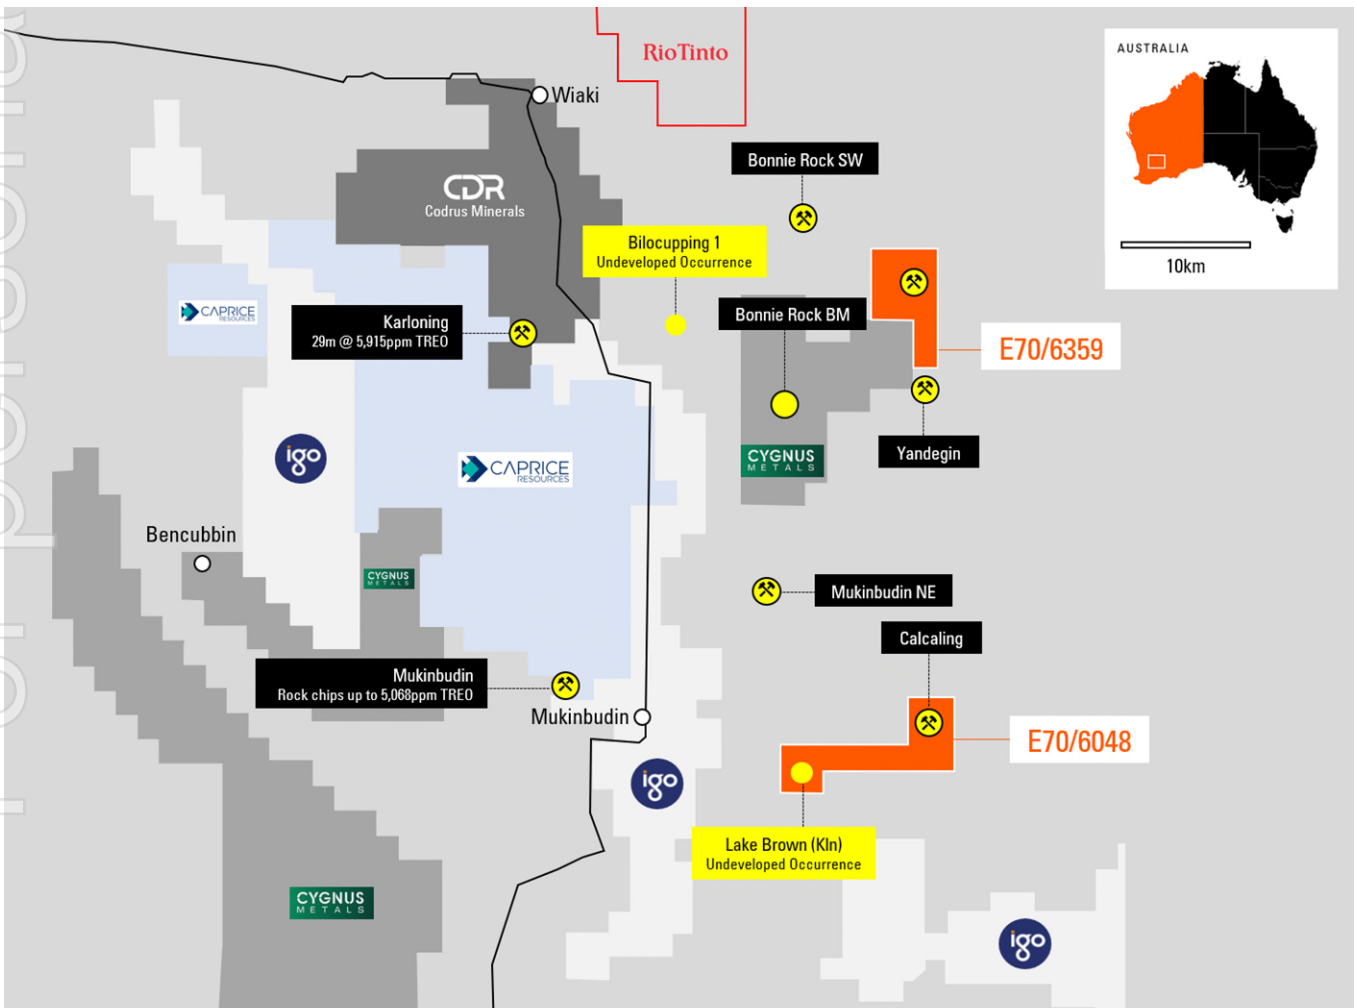 RioTinto
AUSTRALIA
10km
Wiaki
CDR
Codrus Minerals
Bonnie Rock SW
Bilocupping 1
Undeveloped Occurrence
CAPRICE
RESOURCES
Karloning
29m @ 5,915ppm TREO
Bonnie Rock BM
E70/6359
igo
CAPRICE
RESOURCES
CYGNUS
METALS
Yandegin
Bencubbin
CYGNUS
METALS
Mukinbudin NE
Calcaling
Mukinbudin
Rock chips up to 5,068ppm TREO
Mukinbudin
E70/6048
igo
Lake Brown (Kln)
Undeveloped Occurrence
CYGNUS
METALS
igo